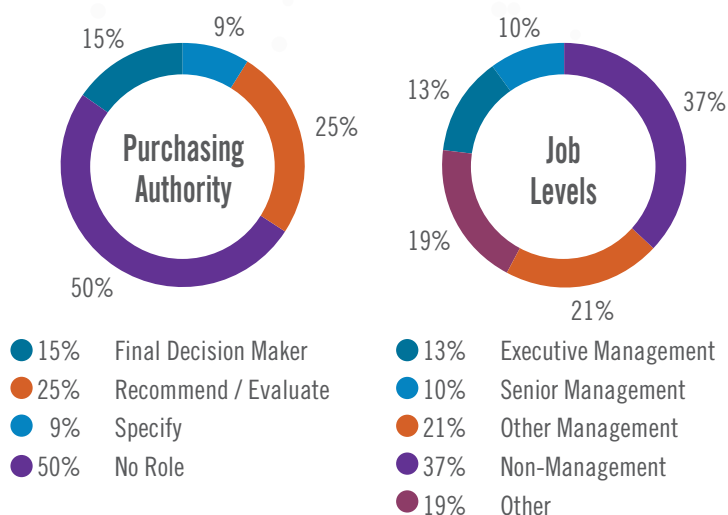 15%
9%
25%
50%
Purchasing
Authority
15% Final Decision Maker
25% Recommend / Evaluate
9% Specify
50% No Role
10%
13%
37%
19%
21%
Job
Levels
13% Executive Management
10% Senior Management
21% Other Management
37% Non-Management
19% Other